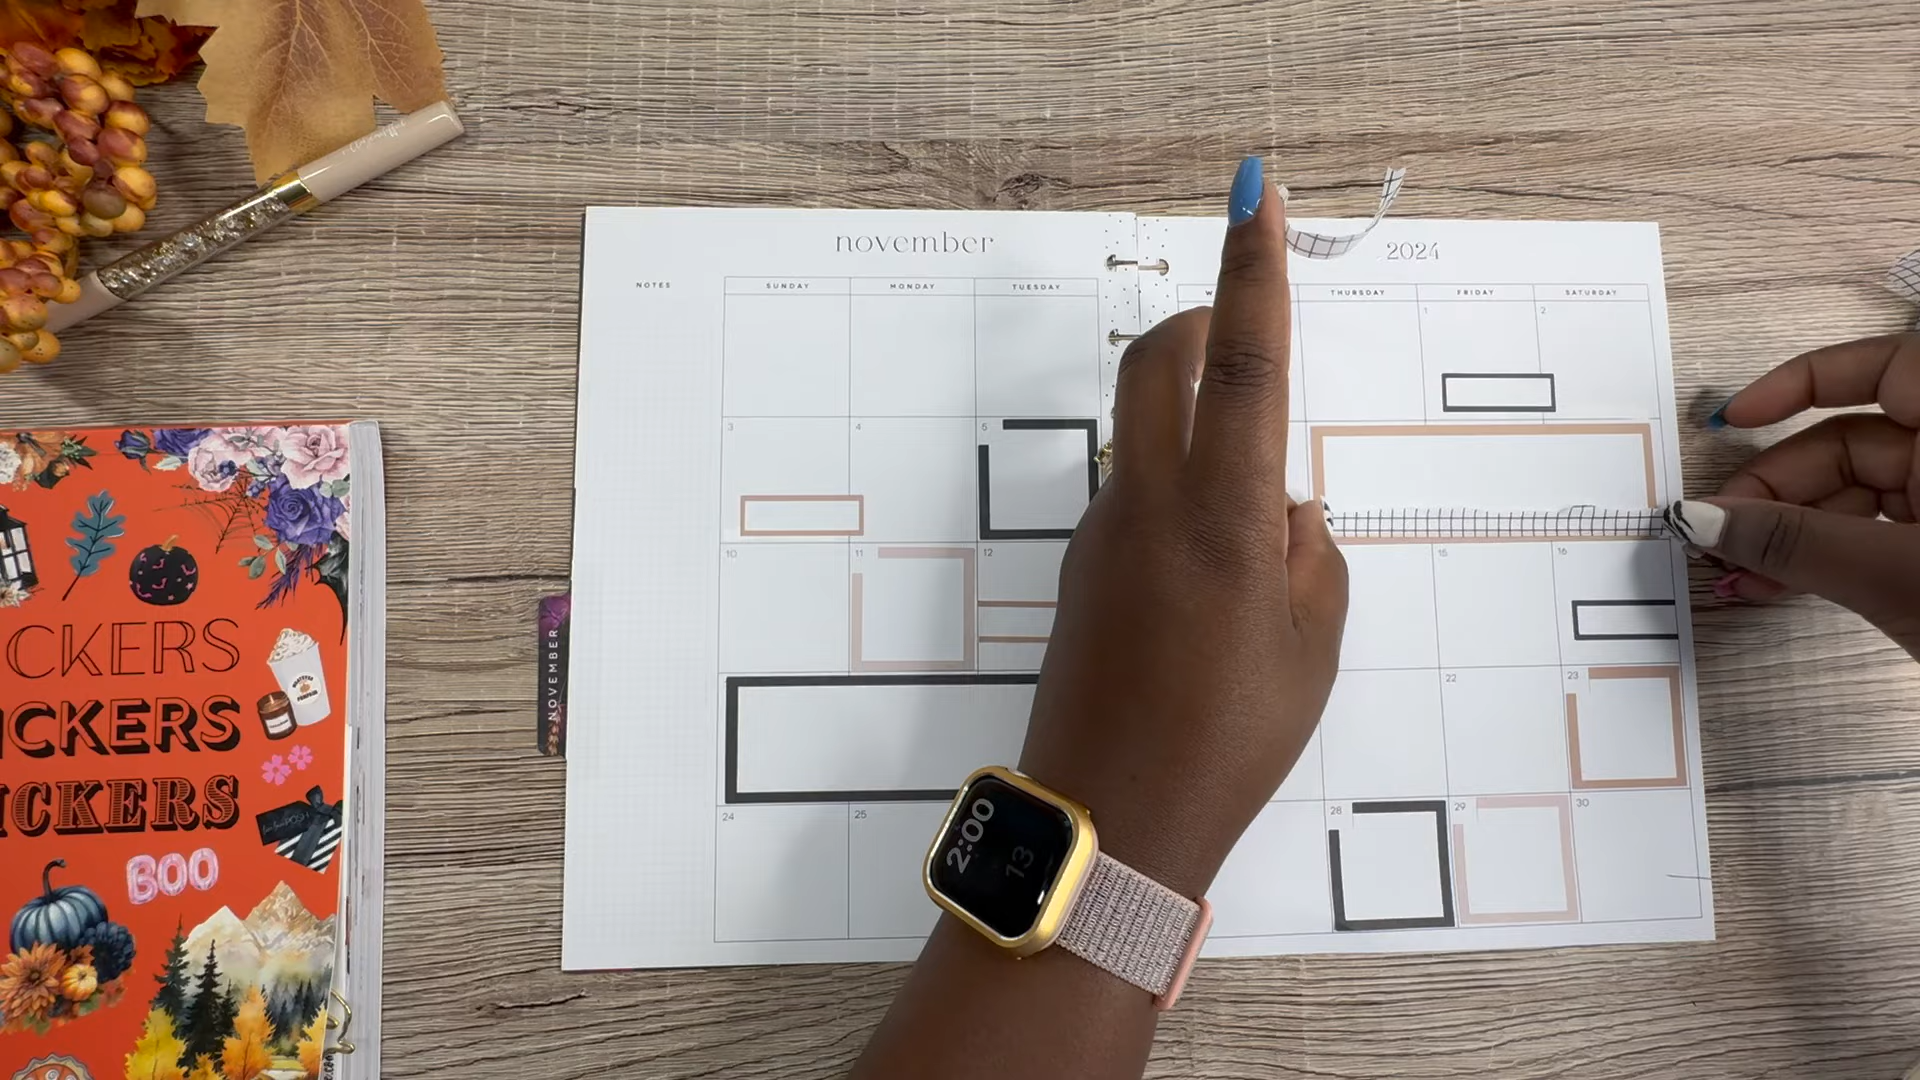 november
2024
NOTES
SUNDAY
MONDAY
TUESDAY
THURSDAY
FRIDAY
SATURDAY
1
2
3
4
5
10
11
12
15
16
22
23
24
25
28
29
30
NOVEMBER
CKERS
ICKERS
ICKERS
BOO
2:00
13